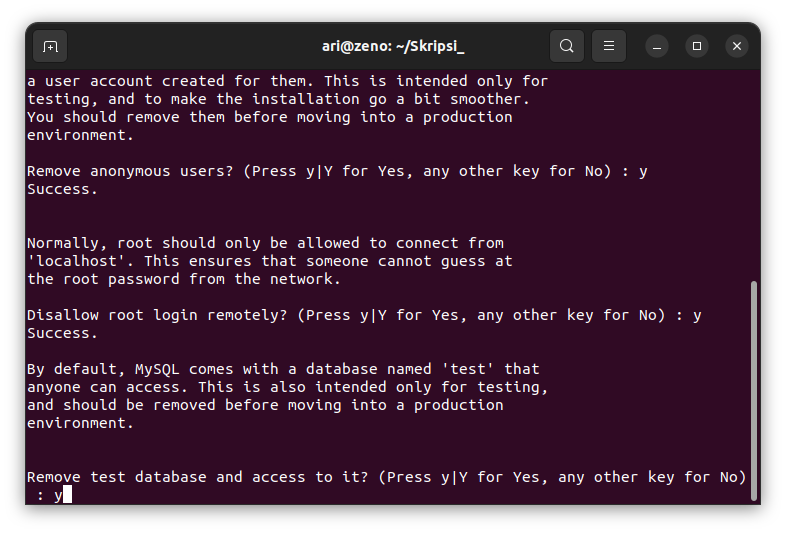 ari@zeno: ~/Skripsi_
a user account created for them. This is intended only for
testing, and to make the installation go a bit smoother.
You should remove them before moving into a production
environment.
Remove anonymous users? (Press y|Y for Yes, any other key for No) : y
Success.
Normally, root should only be allowed to connect from
'localhost'. This ensures that someone cannot guess at
the root password from the network.
Disallow root login remotely? (Press y|Y for Yes, any other key for No) : y
Success.
By default, MySQL comes with a database named 'test' that
anyone can access. This is also intended only for testing,
and should be removed before moving into a production
environment.
Remove test database and access to it? (Press y|Y for Yes, any other key for No)
 : y